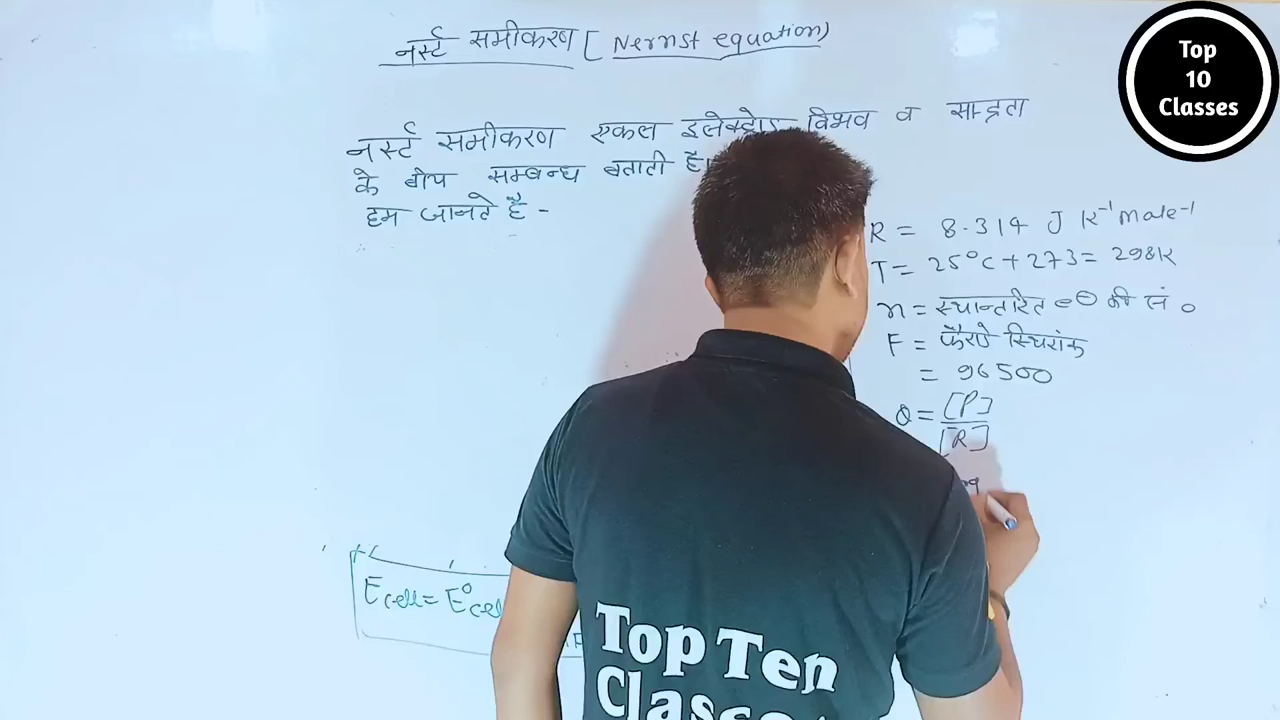 नर्स्ट समीकरण [ Nernst equation)
Top
10
Classes
नर्स्ट समीकरण एकल इलेक्ट्रोड विभव व सान्द्रता
के बीच सम्बन्ध बताती है।
हम जानते है -
R = 8.314 J K⁻¹ mole⁻¹
T = 25°C + 273 = 298K
n = स्थानान्तरित e⊖ की सं०
F = फैराडे स्थिरांक
= 96500
Q = [P]
[R]
Ecell = E°cell
Top Ten
Classes